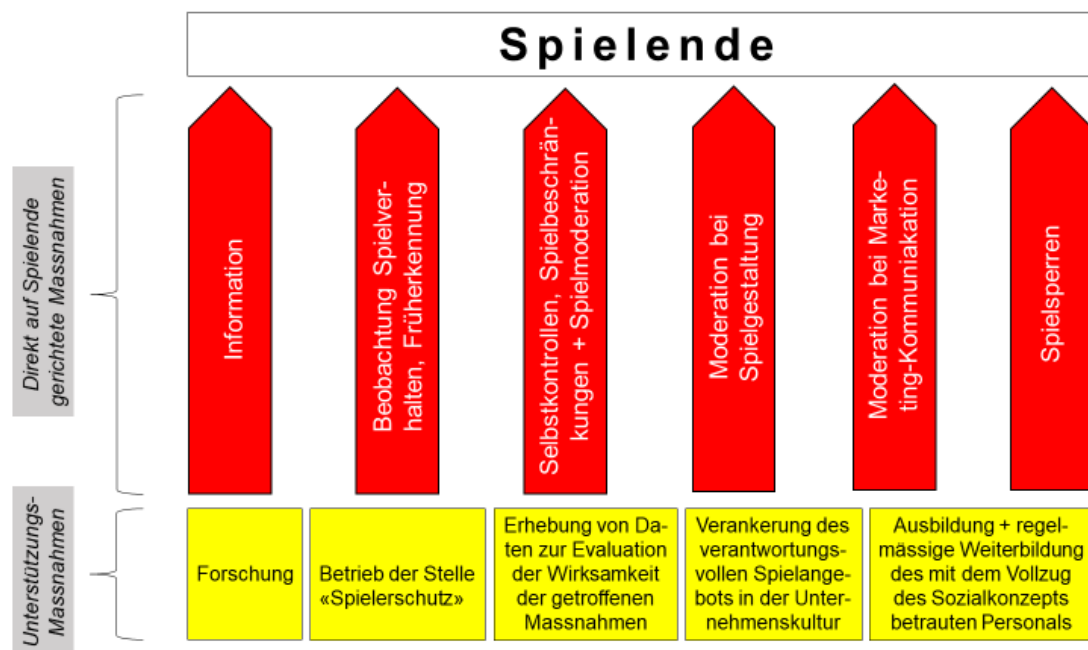 Spielende
Direkt auf Spielende
gerichtete Massnahmen
Information
Beobachtung Spielver-
halten, Früherkennung
Selbstkontrollen, Spielbeschrän-
kungen + Spielmoderation
Moderation bei
Spielgestaltung
Moderation bei Marke-
ting-Kommuniakation
Spielsperren
Unterstützungs-
Massnahmen
Forschung
Betrieb der Stelle
«Spielerschutz»
Erhebung von Da-
ten zur Evaluation
der Wirksamkeit
der getroffenen
Massnahmen
Verankerung des
verantwortungs-
vollen Spielange-
bots in der Unter-
nehmenskultur
Ausbildung + regel-
mässige Weiterbildung
des mit dem Vollzug
des Sozialkonzepts
betrauten Personals